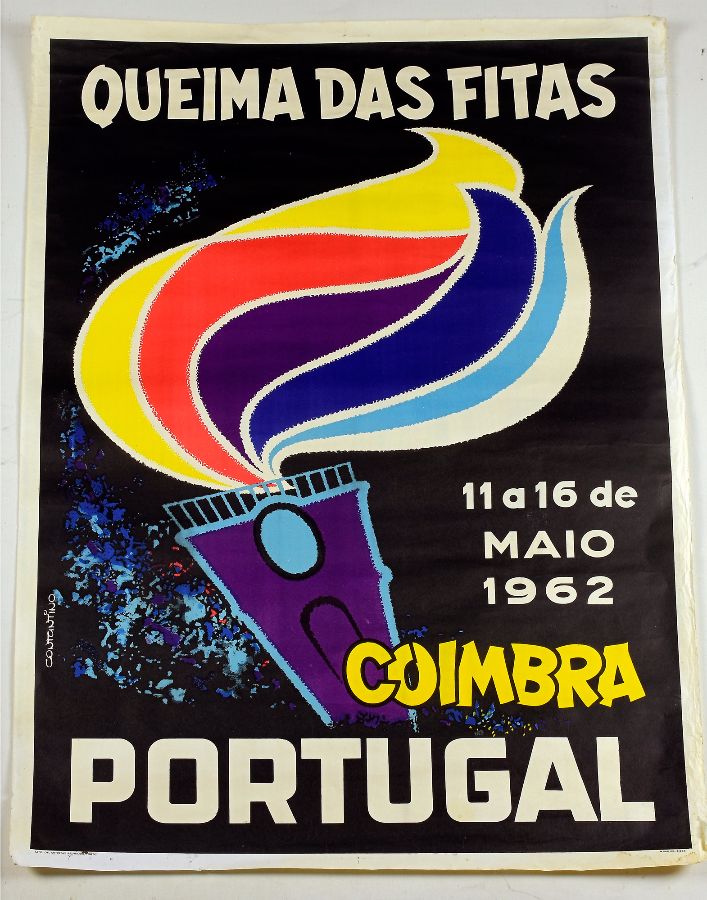 QUEIMA DAS FITAS
11 a 16 de
MAIO
1962
COIMBRA
PORTUGAL